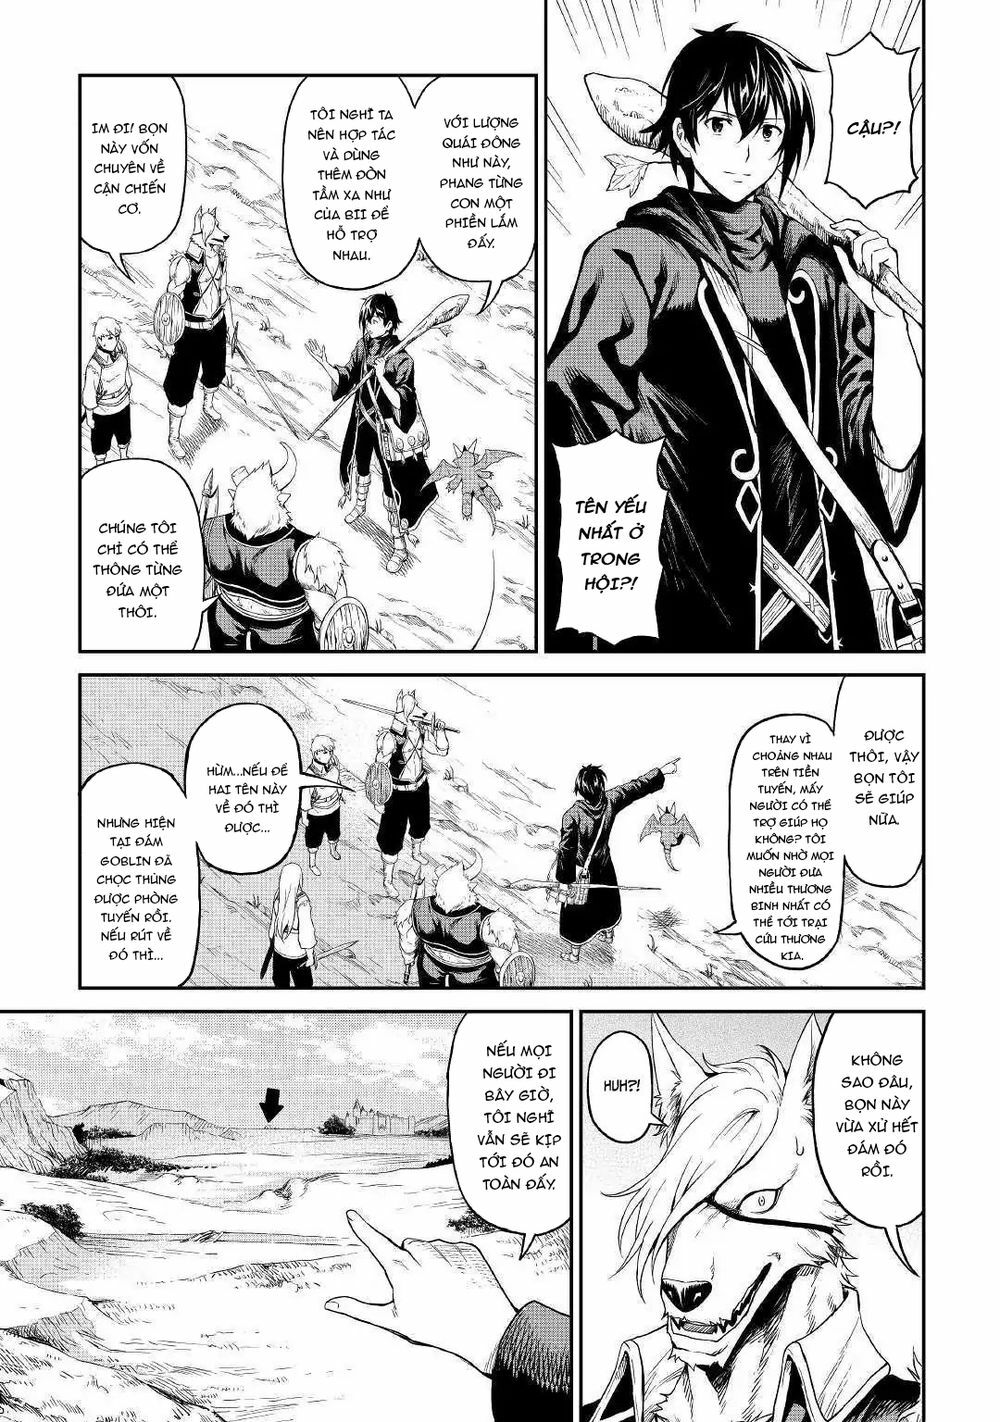 CẬU?!
TÊN YẾU
NHẤT Ở
TRONG
HỘI?!
VỚI LƯỢNG
QUÁI ĐÔNG
NHƯ NÀY,
PHANG TỪNG
CON MỘT
PHIỀN LẮM
ĐẤY.
TÔI NGHĨ TA
NÊN HỢP TÁC
VÀ DÙNG
THÊM ĐÒN
TẦM XA NHƯ
CỦA BII ĐỂ
HỖ TRỢ
NHAU.
IM ĐI! BỌN
NÀY VỐN
CHUYÊN VỀ
CẬN CHIẾN
CƠ.
CHÚNG TÔI
CHỈ CÓ THỂ
THÔNG TỪNG
ĐỨA MỘT
THÔI.
ĐƯỢC
THÔI, VẬY
BỌN TÔI
SẼ GIÚP
NỮA.
THAY VÌ
CHOẢNG NHAU
TRÊN TIỀN
TUYẾN, MẤY
NGƯỜI CÓ THỂ
TRỢ GIÚP HỌ
KHÔNG? TÔI
MUỐN NHỜ MỌI
NGƯỜI ĐƯA
NHIỀU THƯƠNG
BINH NHẤT CÓ
THỂ TỚI TRẠI
CỨU THƯƠNG
KIA.
HỪM...NẾU ĐỂ
HAI TÊN NÀY
VỀ ĐÓ THÌ
ĐƯỢC...
NHƯNG HIỆN
TẠI ĐÁM
GOBLIN ĐÃ
CHỌC THỦNG
ĐƯỢC PHÒNG
TUYẾN RỒI.
NẾU RÚT VỀ
ĐÓ THÌ...
KHÔNG
SAO ĐÂU,
BỌN NÀY
VỪA XỬ HẾT
ĐÁM ĐÓ
RỒI.
HUH?!
NẾU MỌI
NGƯỜI ĐI
BÂY GIỜ,
TÔI NGHĨ
VẪN SẼ KỊP
TỚI ĐÓ AN
TOÀN ĐẤY.